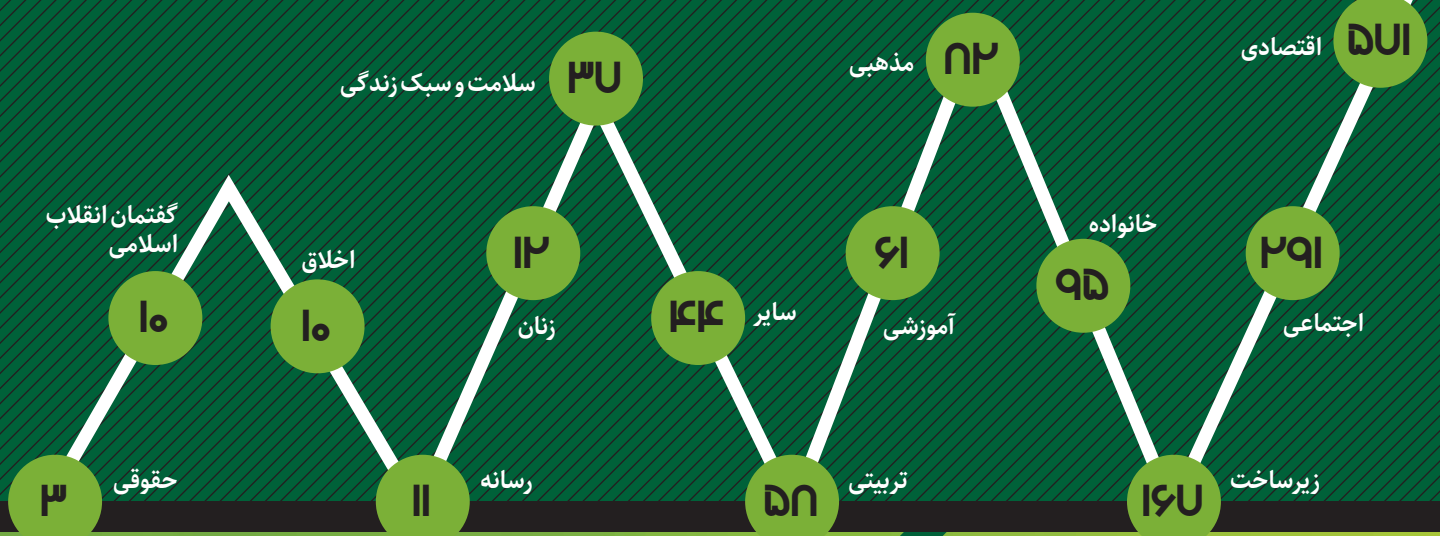 اقتصادی
۵۷۱
اجتماعی
۲۹۱
زیرساخت
۱۶۷
خانواده
۹۵
مذهبی
۸۲
آموزشی
۶۱
تربیتی
۵۸
سایر
۴۴
سلامت و سبک زندگی
۳۷
زنان
۱۲
رسانه
۱۱
اخلاق
۱۰
گفتمان انقلاب
اسلامی
۱۰
حقوقی
۳